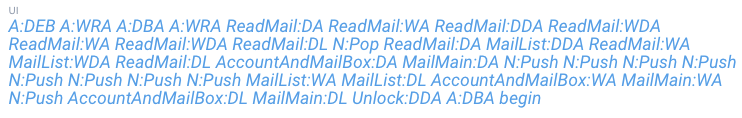 UI
A:DEB A:WRA A:DBA A:WRA ReadMail:DA ReadMail:WA ReadMail:DDA ReadMail:WDA
ReadMail:WA ReadMail:WDA ReadMail:DL N:Pop ReadMail:DA MailList:DDA ReadMail:WA
MailList:WDA ReadMail:DL AccountAndMailBox:DA MailMain:DA N:Push N:Push N:Push N:Push
N:Push N:Push N:Push N:Push MailList:WA MailList:DL AccountAndMailBox:WA MailMain:WA
N:Push AccountAndMailBox:DL MailMain:DL Unlock:DDA A:DBA begin